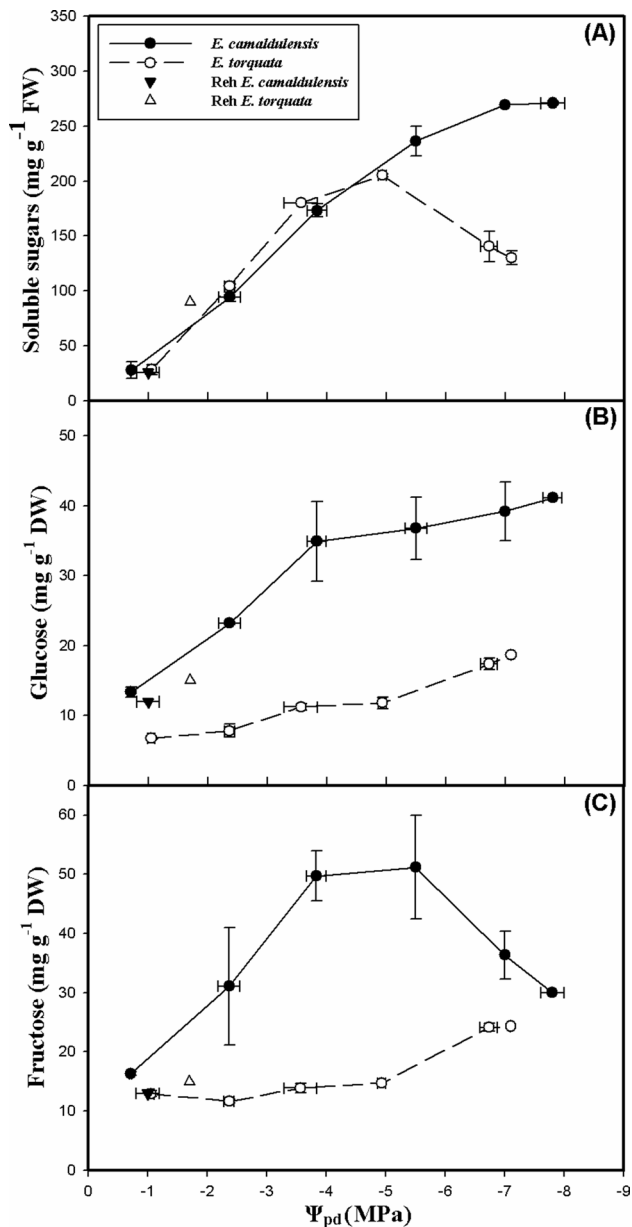 (A)
E. camaldulensis
E. torquata
Reh E. camaldulensis
Reh E. torquata
Soluble sugars (mg g⁻¹ FW)
350
300
250
200
150
100
50
0
(B)
Glucose (mg g⁻¹ DW)
50
40
30
20
10
0
(C)
Fructose (mg g⁻¹ DW)
60
50
40
30
20
10
0
0 -1 -2 -3 -4 -5 -6 -7 -8 -9
Ψpd (MPa)